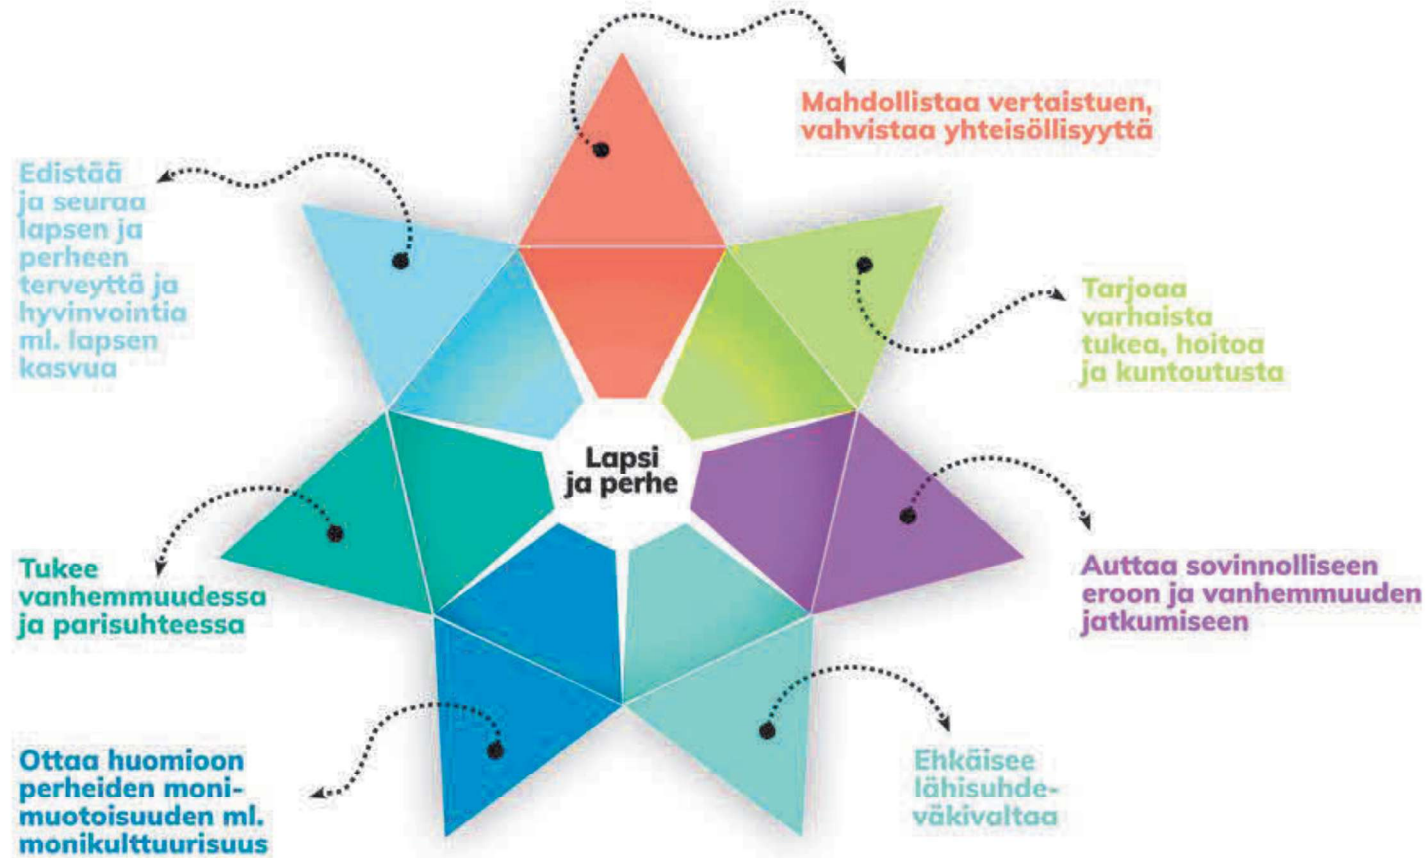 Mahdollistaa vertaistuen,
vahvistaa yhteisöllisyyttä
Edistää
ja seuraa
lapsen ja
perheen
terveyttä ja
hyvinvointia
ml. lapsen
kasvua
Tarjoaa
varhaista
tukea, hoitoa
ja kuntoutusta
Lapsi
ja perhe
Tukee
vanhemmuudessa
ja parisuhteessa
Auttaa sovinnolliseen
eroon ja vanhemmuuden
jatkumiseen
Ottaa huomioon
perheiden moni-
muotoisuuden ml.
monikulttuurisuus
Ehkäisee
lähisuhde-
väkivaltaa